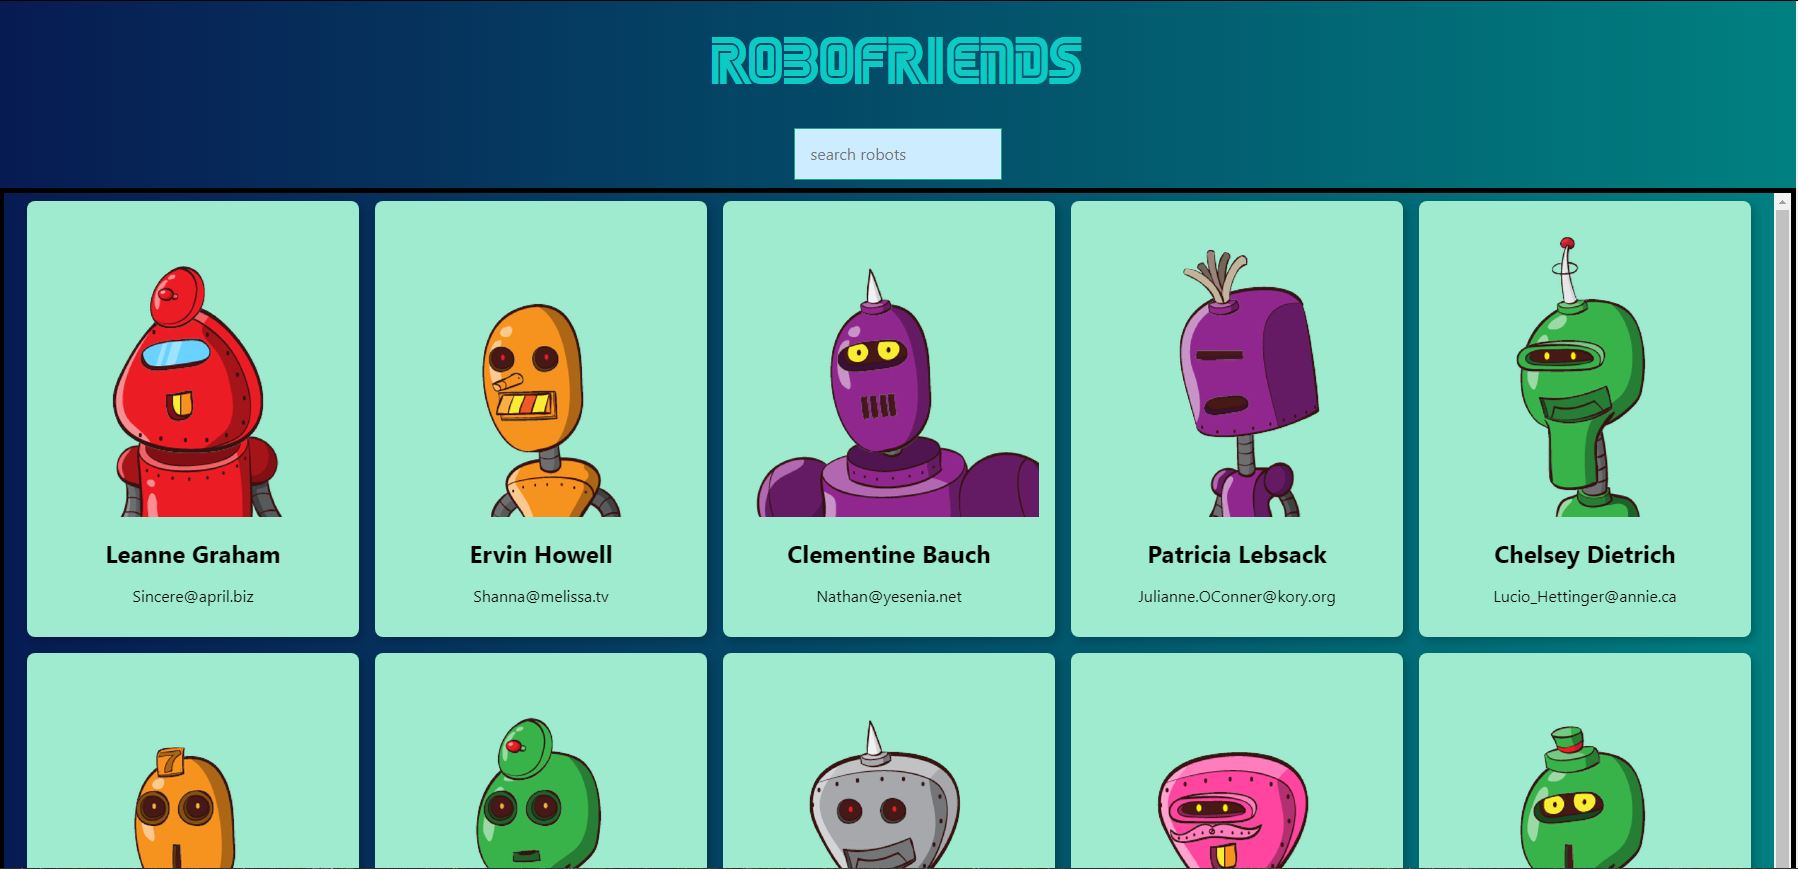 ROBOFRIENDS
search robots
Leanne Graham
Sincere@april.biz
Ervin Howell
Shanna@melissa.tv
Clementine Bauch
Nathan@yesenia.net
Patricia Lebsack
Julianne.OConner@kory.org
Chelsey Dietrich
Lucio_Hettinger@annie.ca
7